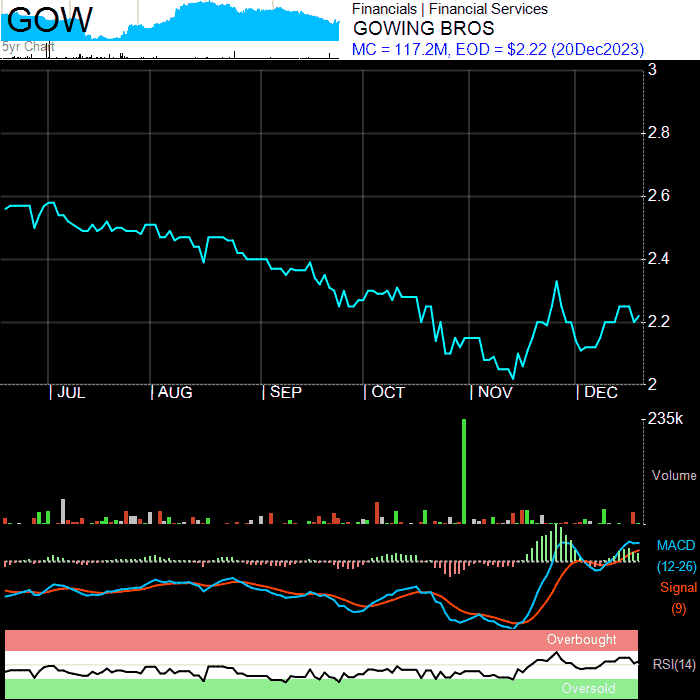 GOW
5yr Chart
Financials | Financial Services
GOWING BROS
MC = 117.2M, EOD = $2.22 (20Dec2023)
3
2.8
2.6
2.4
2.2
2
JUL
AUG
SEP
OCT
NOV
DEC
235k
Volume
MACD
(12-26)
Signal
(9)
Overbought
RSI(14)
Oversold